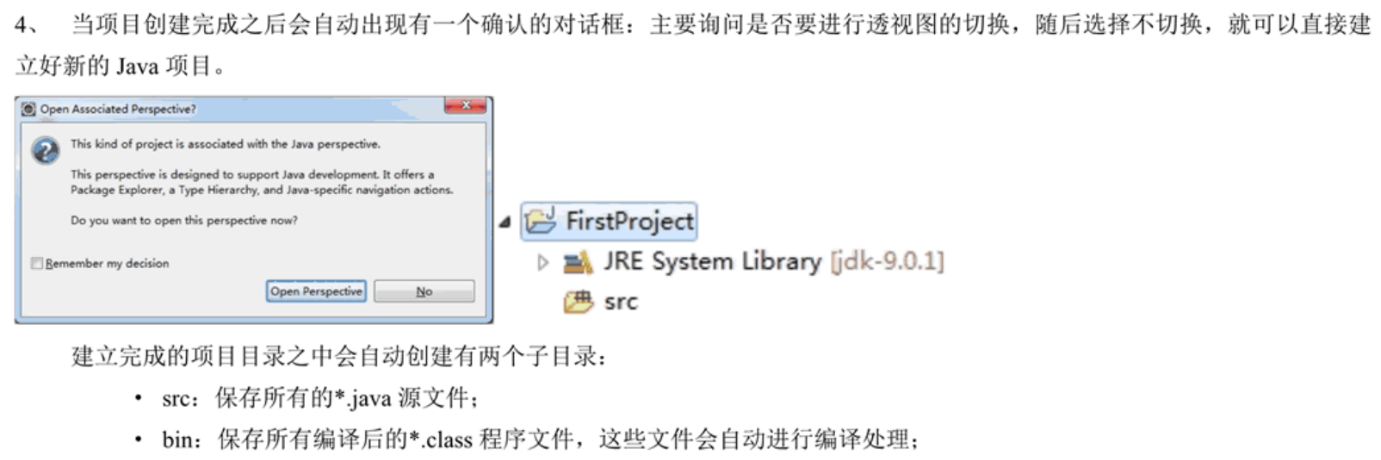 4、 当项目创建完成之后会自动出现有一个确认的对话框：主要询问是否要进行透视图的切换，随后选择不切换，就可以直接建
立好新的 Java 项目。
Open Associated Perspective?
This kind of project is associated with the Java perspective.
This perspective is designed to support Java development. It offers a
Package Explorer, a Type Hierarchy, and Java-specific navigation actions.
Do you want to open this perspective now?
Remember my decision
Open Perspective
No
FirstProject
JRE System Library [jdk-9.0.1]
src
建立完成的项目目录之中会自动创建有两个子目录：
• src：保存所有的*.java 源文件；
• bin：保存所有编译后的*.class 程序文件，这些文件会自动进行编译处理；